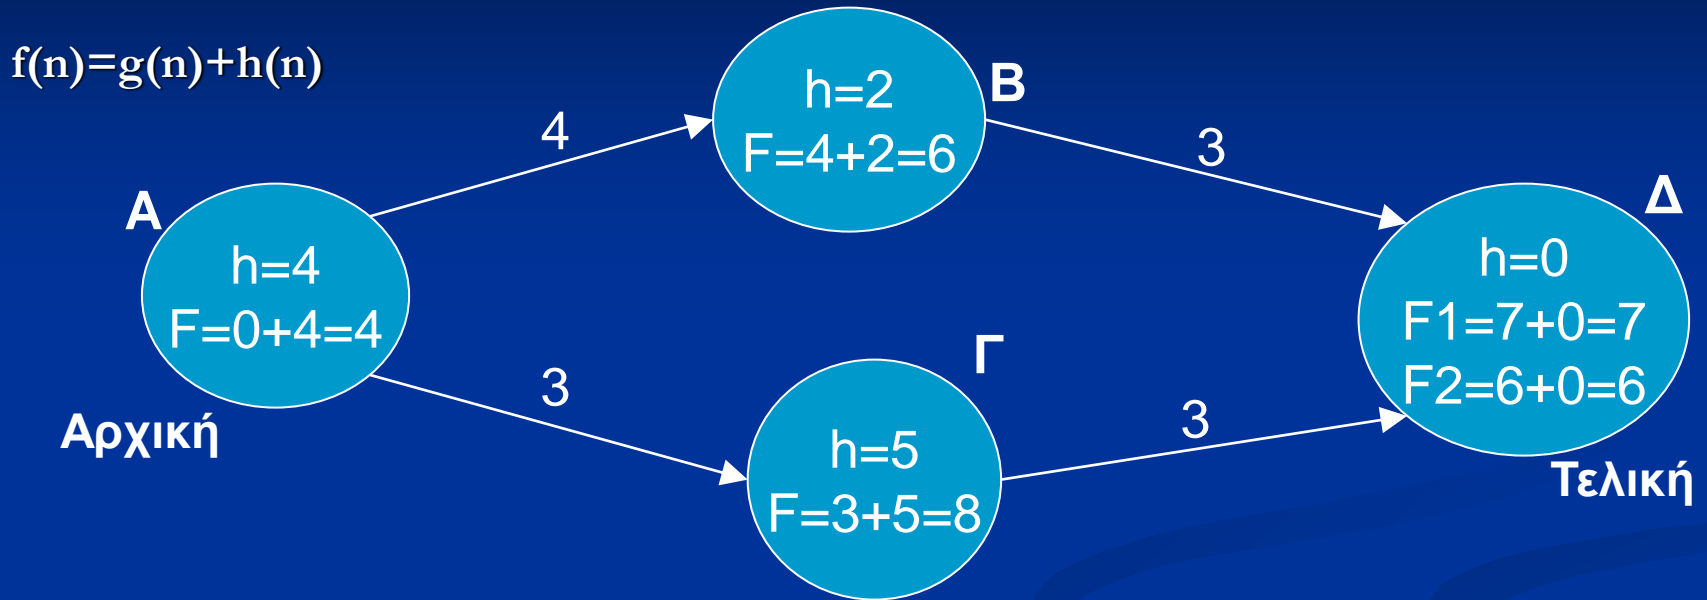 f(n)=g(n)+h(n)
Β
h=2
F=4+2=6
4
3
Α
h=4
F=0+4=4
Αρχική
Δ
h=0
F1=7+0=7
F2=6+0=6
Τελική
3
Γ
h=5
F=3+5=8
3